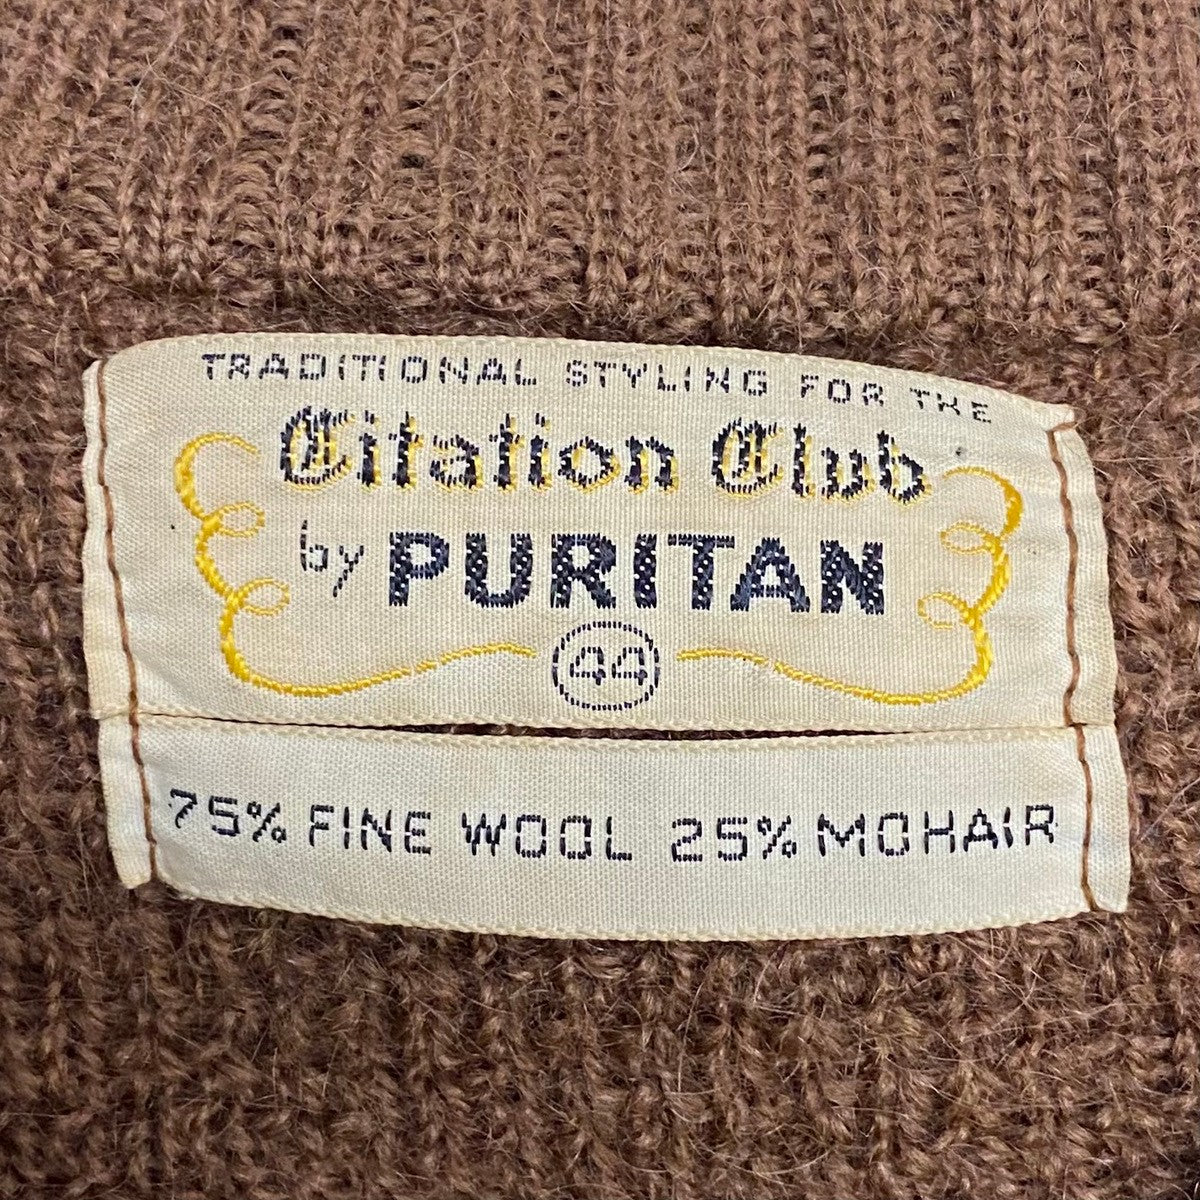 TRADITIONAL STYLING FOR THE
Citation Club
by PURITAN
44
75% FINE WOOL 25% MOHAIR